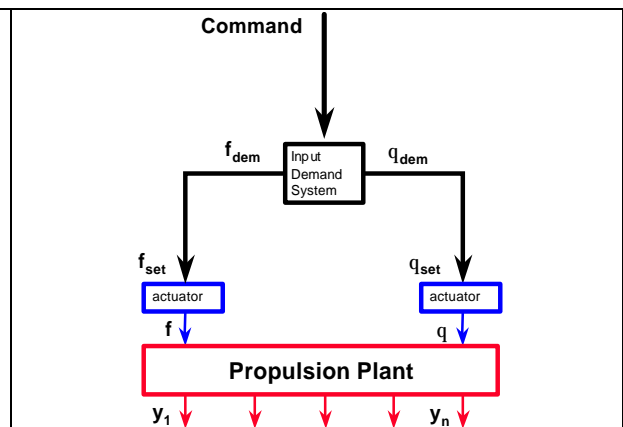 Command
f_dem
q_dem
Input
Demand
System
f_set
q_set
actuator
actuator
f
q
Propulsion Plant
y_1
y_n